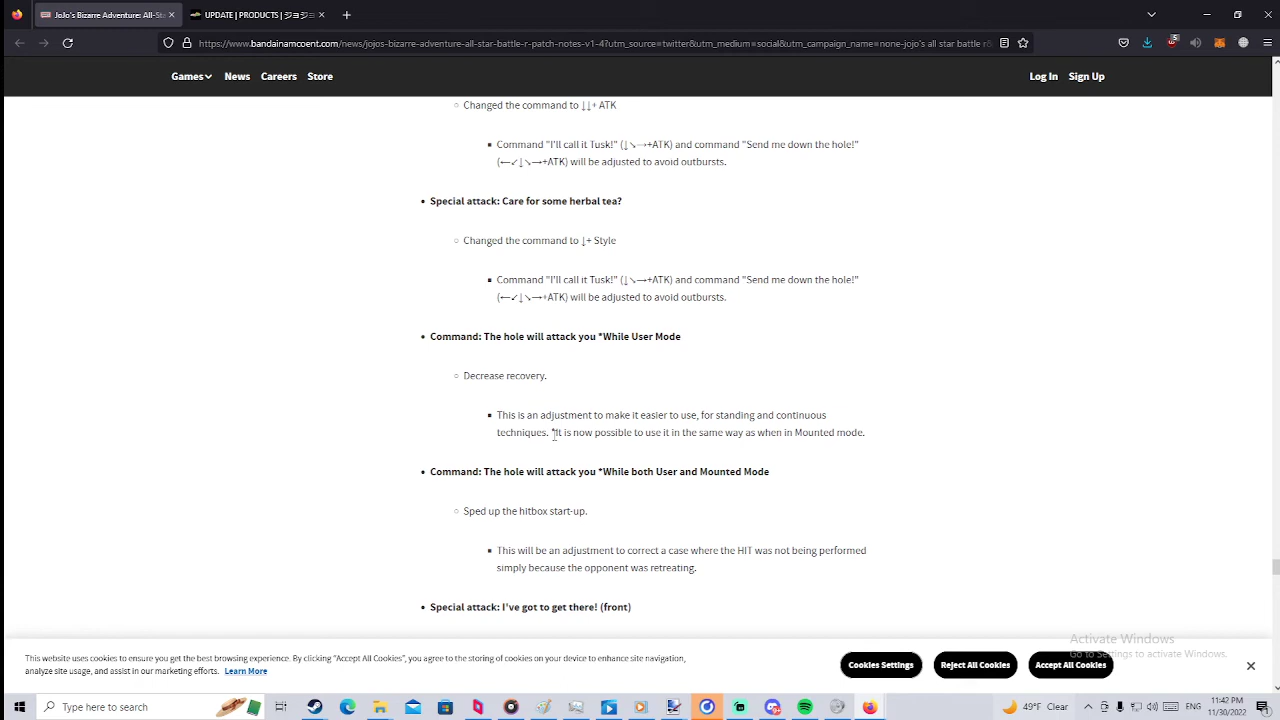 Jojo's Bizarre Adventure: All-Sta
UPDATE | PRODUCTS |
https://www.bandainamcoent.com/news/jojos-bizarre-adventure-all-star-battle-r-patch-notes-v1-4?utm_source=twitter&utm_medium=social&utm_campaign_name=none-jojo's all star battle r&
Games News Careers Store Log In Sign Up
Changed the command to ↓↓+ ATK
Command "I'll call it Tusk!" (↓↘→+ATK) and command "Send me down the hole!"
(←↙↓↘→+ATK) will be adjusted to avoid outbursts.
Special attack: Care for some herbal tea?
Changed the command to ↓+ Style
Command "I'll call it Tusk!" (↓↘→+ATK) and command "Send me down the hole!"
(←↙↓↘→+ATK) will be adjusted to avoid outbursts.
Command: The hole will attack you *While User Mode
Decrease recovery.
This is an adjustment to make it easier to use, for standing and continuous
techniques. *It is now possible to use it in the same way as when in Mounted mode.
Command: The hole will attack you *While both User and Mounted Mode
Sped up the hitbox start-up.
This will be an adjustment to correct a case where the HIT was not being performed
simply because the opponent was retreating.
Special attack: I've got to get there! (front)
Activate Windows
Go to Settings to activate Windows.
This website uses cookies to ensure you get the best browsing experience. By clicking "Accept All Cookies", you agree to the storing of cookies on your device to enhance site navigation,
analyze site usage, and assist in our marketing efforts. Learn More
Cookies Settings Reject All Cookies Accept All Cookies
Type here to search
49°F Clear
ENG
11:42 PM
11/30/2022